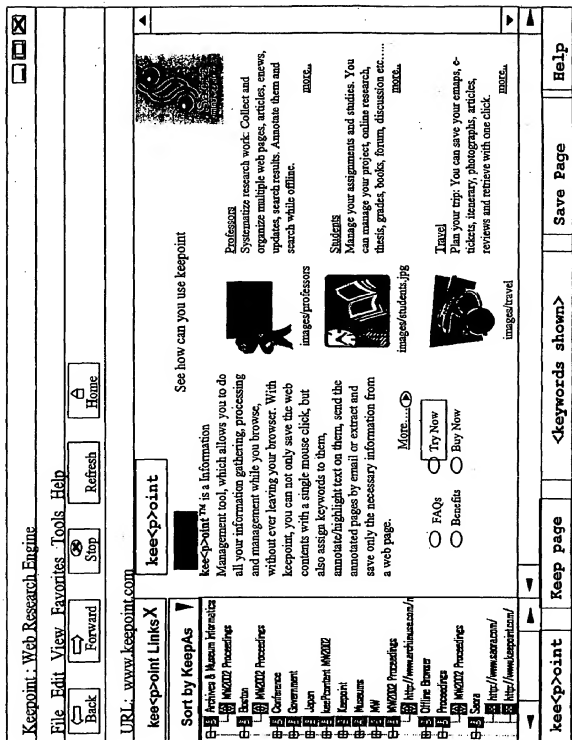 Keepoint : Web Research Engine
File Edit View Favorites Tools Help
Back
Forward
Stop
Refresh
Home
URL: www.keepoint.com
kee<p>oint Links X
Sort by KeepAs
Archives & Museum Informatics
MW2002 Proceedings
Boston
MW2002 Proceedings
Conference
Government
Japan
keePcontent MW2002
Keepoint
Museums
MW
MW2002 Proceedings
http://www.archimuse.com/
Offline Browser
Proceedings
MW2002 Proceedings
Saora
http://www.saora.com/
http://www.keepoint.com/
kee<p>oint
kee<p>oint™ is a Information
Management tool, which allows you to do
all your information gathering, processing
and management while you browse,
without ever leaving your browser. With
keepoint, you can not only save the web
contents with a single mouse click, but
also assign keywords to them,
annotate/highlight text on them, send the
annotated pages by email or extract and
save only the necessary information from
a web page.
More....
FAQs
Try Now
Benefits
Buy Now
See how can you use keepoint
images/professors
Professors
Systematize research work: Collect and
organize multiple web pages, articles, enews,
updates, search results. Annotate them and
search while offline.
more...
images/students.jpg
Students
Manage your assignments and studies. You
can manage your project, online research,
thesis, grades, books, forum, discussion etc.....
more...
images/travel
Travel
Plan your trip: You can save your emaps, e-
tickets, itenerary, photographs, articles,
reviews and retrieve with one click.
more...
kee<p>oint
Keep page
<keywords shown>
Save Page
Help